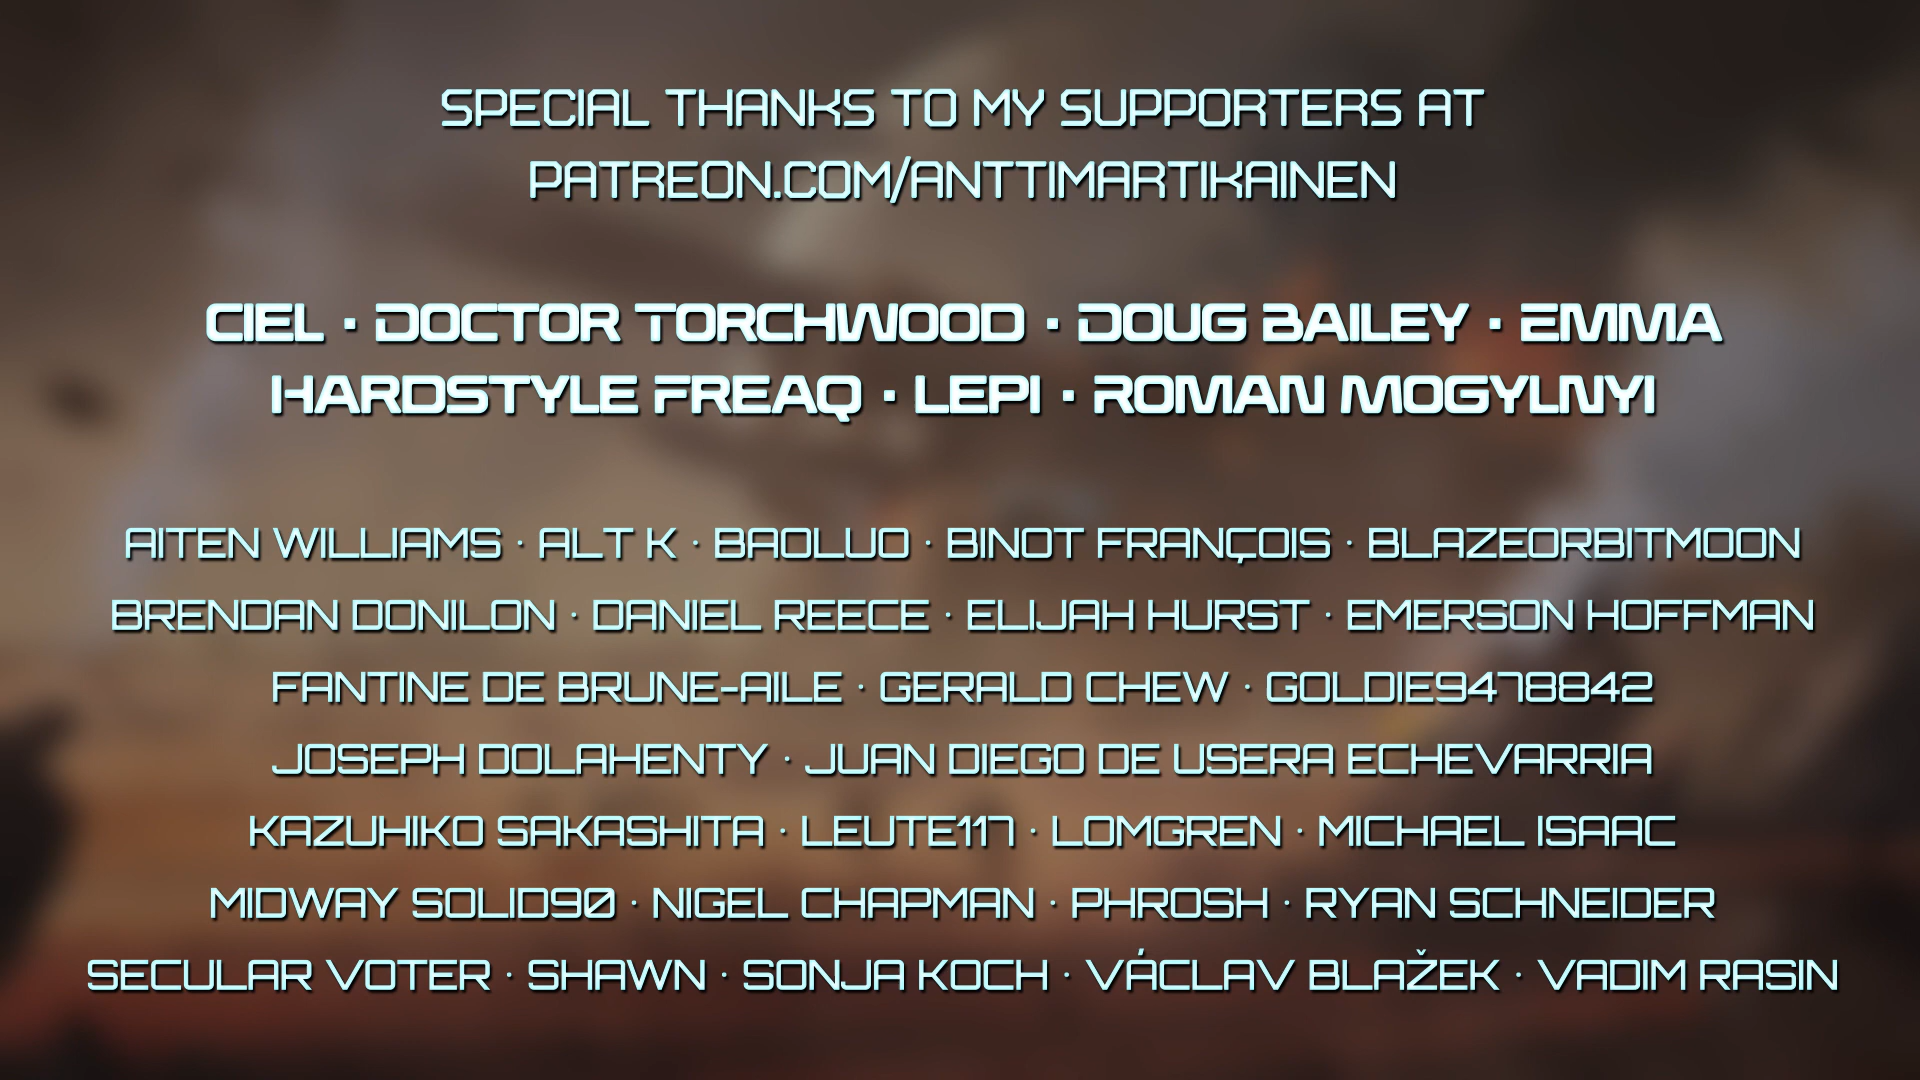 SPECIAL THANKS TO MY SUPPORTERS AT
PATREON.COM/ANTTIMARTIKAINEN
CIEL · DOCTOR TORCHWOOD · DOUG BAILEY · EMMA
HARDSTYLE FREAQ · LEPI · ROMAN MOGYLNYI
AITEN WILLIAMS · ALT K · BAOLUO · BINOT FRANÇOIS · BLAZEORBITMOON
BRENDAN DONILON · DANIEL REECE · ELIJAH HURST · EMERSON HOFFMAN
FANTINE DE BRUNE-AILE · GERALD CHEW · GOLDIE9478842
JOSEPH DOLAHENTY · JUAN DIEGO DE USERA ECHEVARRIA
KAZUHIKO SAKASHITA · LEUTE117 · LOMGREN · MICHAEL ISAAC
MIDWAY SOLID90 · NIGEL CHAPMAN · PHROSH · RYAN SCHNEIDER
SECULAR VOTER · SHAWN · SONJA KOCH · VÁCLAV BLAŽEK · VADIM RASIN